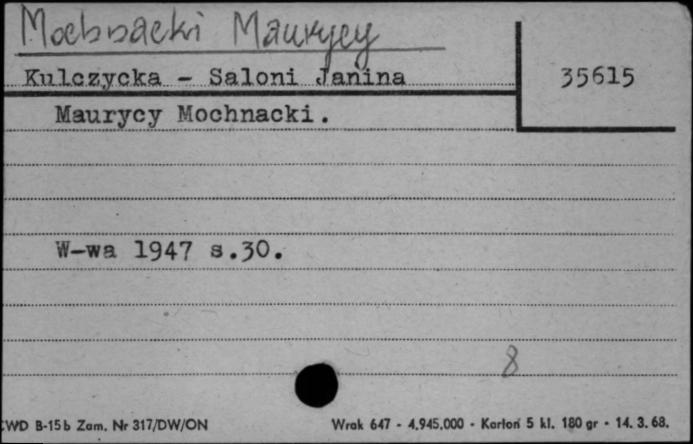 Mochnacki Maurycy
Kulczycka - Saloni Janina
35615
Maurycy Mochnacki.
W-wa 1947 s.30.
8
CWD B-15b Zam. Nr 317/DW/ON
Wrak 647 - 4.945.000 - Karton 5 kl. 180 gr - 14. 3. 68.